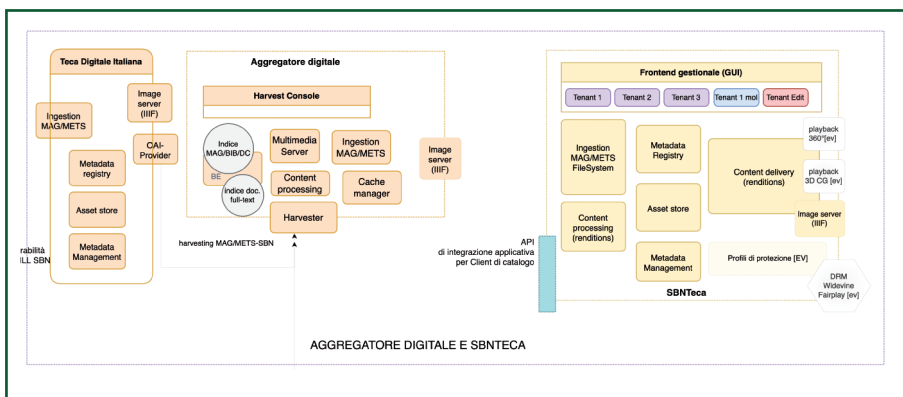 Teca Digitale Italiana
Image
server
(IIIF)
Ingestion
MAG/METS
OAI-
Provider
Metadata
registry
Asset store
Metadata
Management
rabilità
ILL SBN
Aggregatore digitale
Harvest Console
Indice
MAG/BIB/DC
BE
indice doc.
full-text
Multimedia
Server
Ingestion
MAG/METS
Content
processing
Cache
manager
Harvester
Image
server
(IIIF)
harvesting MAG/METS-SBN
API
di integrazione applicativa
per Client di catalogo
Frontend gestionale (GUI)
Tenant 1
Tenant 2
Tenant 3
Tenant 1 mol
Tenant Edit
Ingestion
MAG/METS
FileSystem
Metadata
Registry
Content delivery
(renditions)
playback
360°[ev]
playback
3D CG [ev]
Content
processing
(renditions)
Asset store
Image server
(IIIF)
Metadata
Management
Profili di protezione [EV]
SBNTeca
DRM
Widevine
Fairplay [ev]
AGGREGATORE DIGITALE E SBNTECA